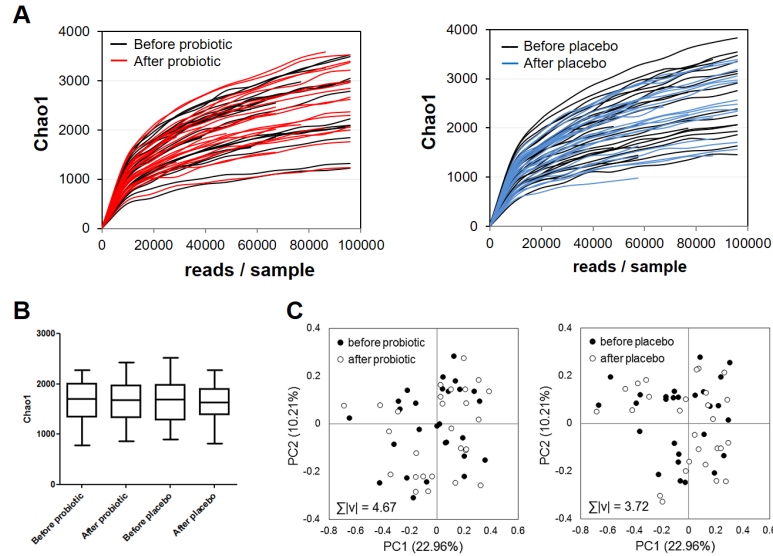 A
4000
3000
2000
1000
0
Chao1
Before probiotic
After probiotic
0 20000 40000 60000 80000 100000
reads / sample
4000
3000
2000
1000
0
Chao1
Before placebo
After placebo
0 20000 40000 60000 80000 100000
reads / sample
B
3000
2000
1000
0
Chao1
Before probiotic
After probiotic
Before placebo
After placebo
C
0.4
0.2
0
-0.2
-0.4
PC2 (10.21%)
before probiotic
after probiotic
∑|v| = 4.67
-0.8 -0.6 -0.4 -0.2 0 0.2 0.4 0.6
PC1 (22.96%)
0.4
0.2
0
-0.2
-0.4
PC2 (10.21%)
before placebo
after placebo
∑|v| = 3.72
-0.8 -0.6 -0.4 -0.2 0 0.2 0.4 0.6
PC1 (22.96%)